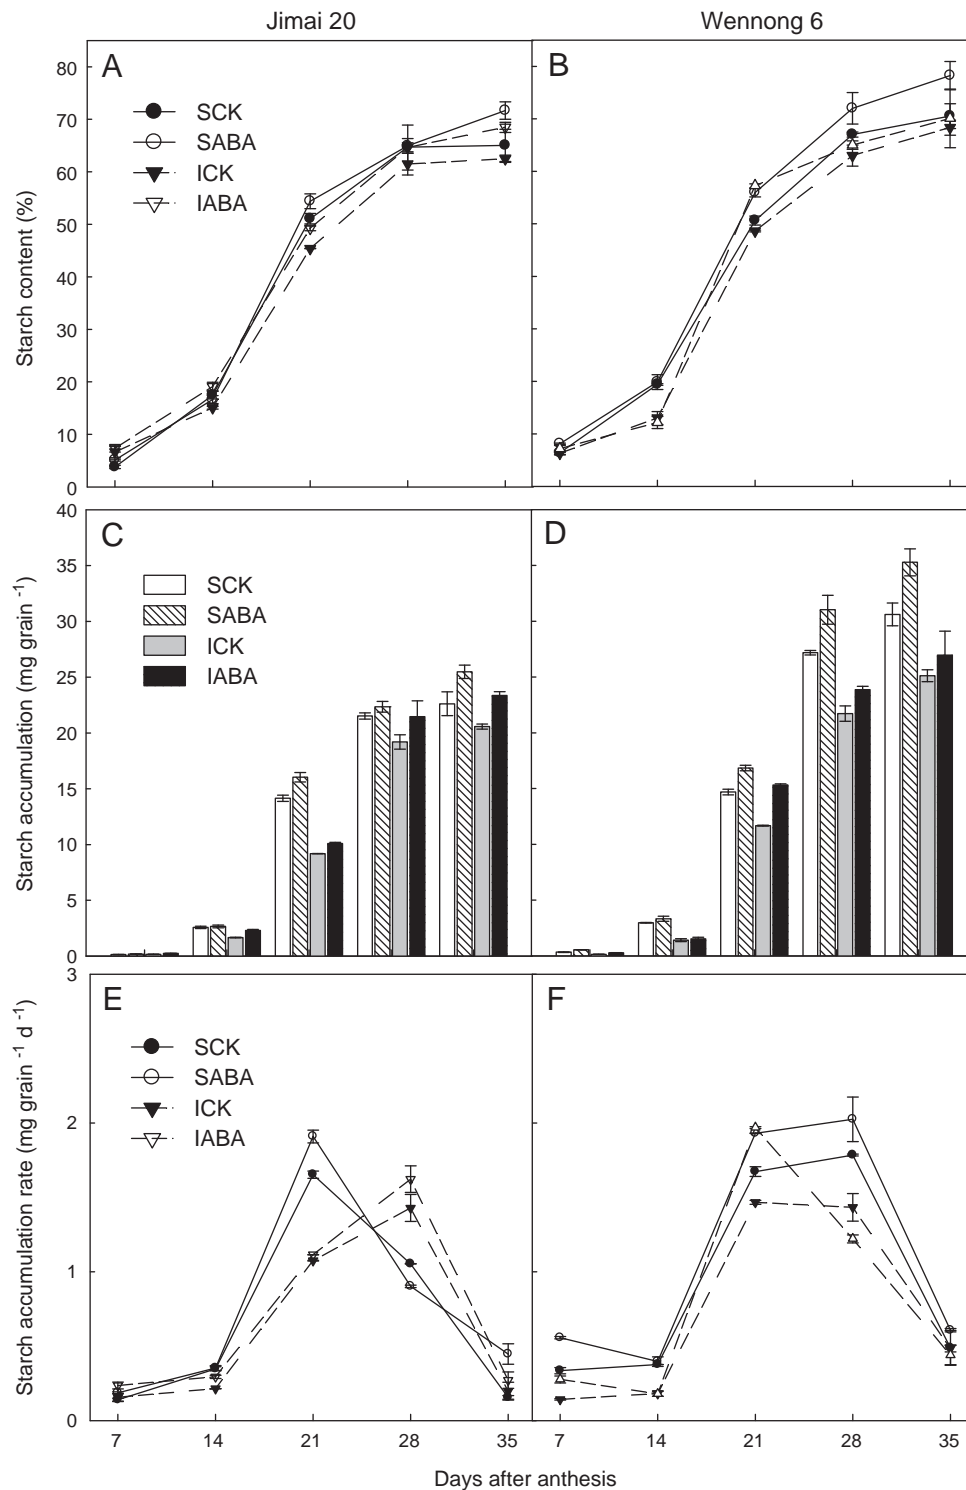 Jimai 20
Wennong 6
Starch content (%)
80
70
60
50
40
30
20
10
0
A
SCK
SABA
ICK
IABA
B
Starch accumulation (mg grain -1)
40
35
30
25
20
15
10
5
0
C
SCK
SABA
ICK
IABA
D
Starch accumulation rate (mg grain -1 d -1)
3
2
1
0
E
SCK
SABA
ICK
IABA
F
7 14 21 28 35 7 14 21 28 35
Days after anthesis